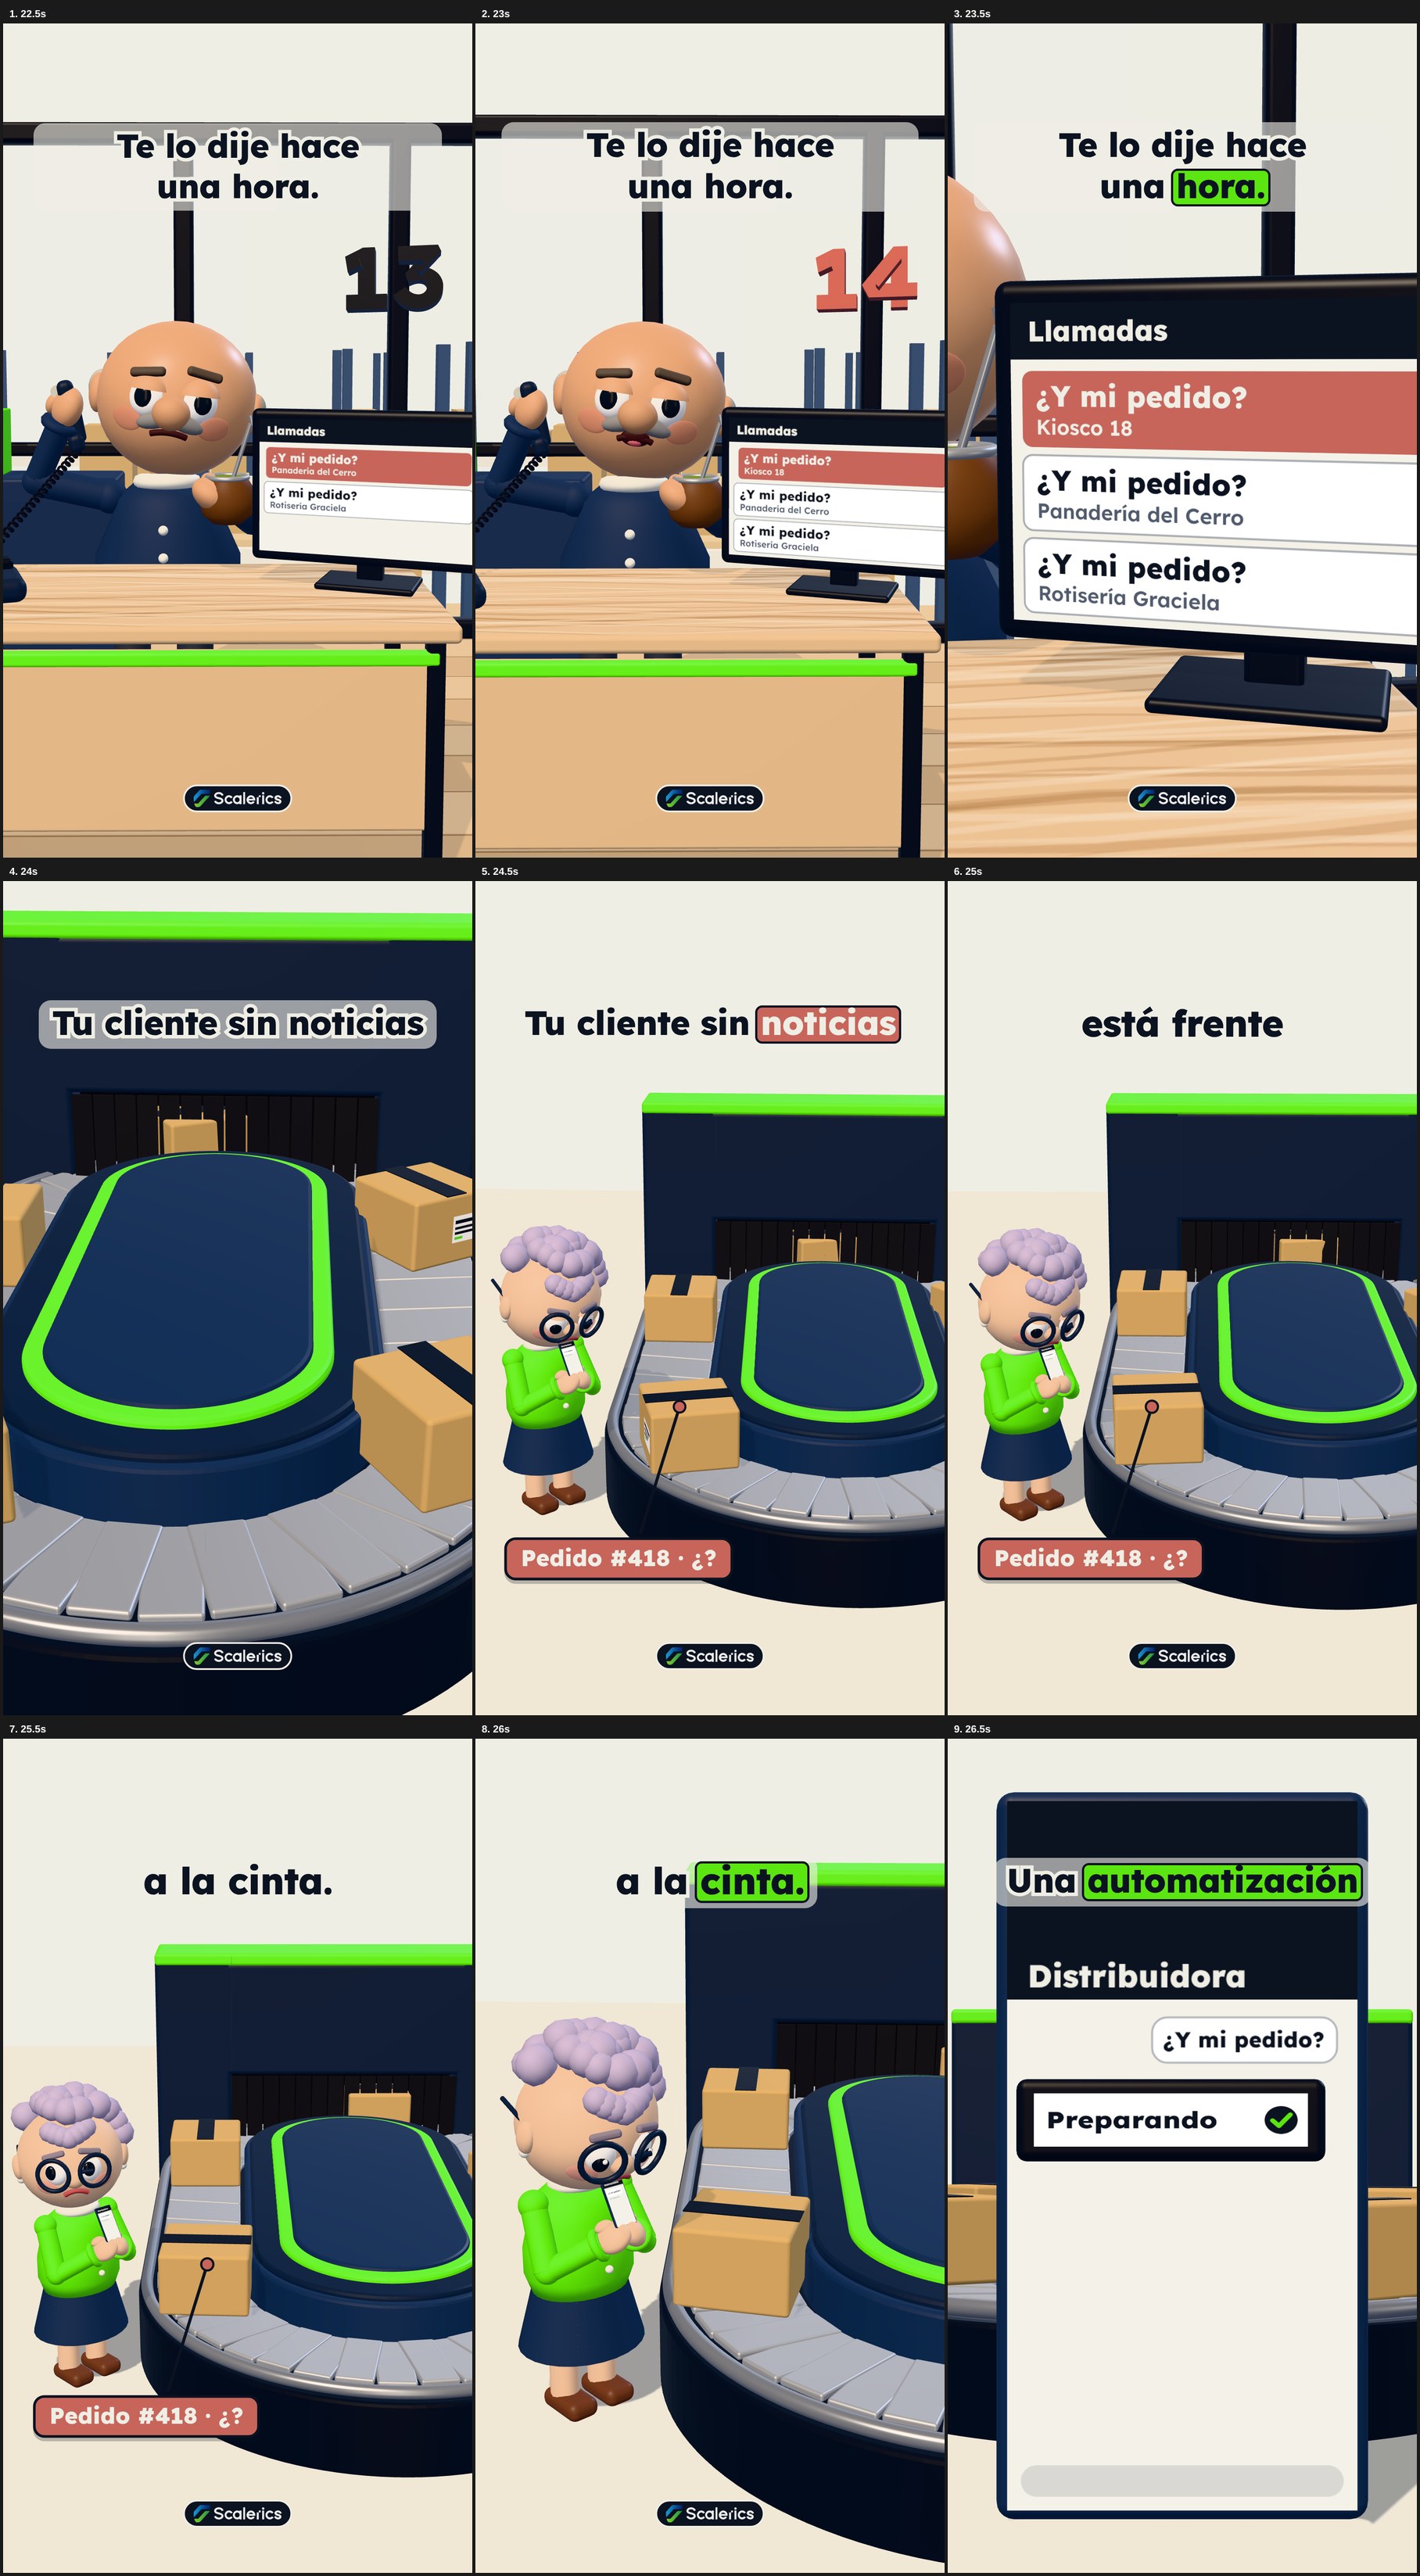 1. 22.5s
Te lo dije hace
una hora.
13
Llamadas
¿Y mi pedido?
Panadería del Cerro
¿Y mi pedido?
Rotisería Graciela
Scalerics
2. 23s
Te lo dije hace
una hora.
14
Llamadas
¿Y mi pedido?
Kiosco 18
¿Y mi pedido?
Panadería del Cerro
¿Y mi pedido?
Rotisería Graciela
Scalerics
3. 23.5s
Te lo dije hace
una hora.
Llamadas
¿Y mi pedido?
Kiosco 18
¿Y mi pedido?
Panadería del Cerro
¿Y mi pedido?
Rotisería Graciela
Scalerics
4. 24s
Tu cliente sin noticias
Scalerics
5. 24.5s
Tu cliente sin noticias
Pedido #418 · ¿?
Scalerics
6. 25s
está frente
Pedido #418 · ¿?
Scalerics
7. 25.5s
a la cinta.
Pedido #418 · ¿?
Scalerics
8. 26s
a la cinta.
Scalerics
9. 26.5s
Una automatización
Distribuidora
¿Y mi pedido?
Preparando